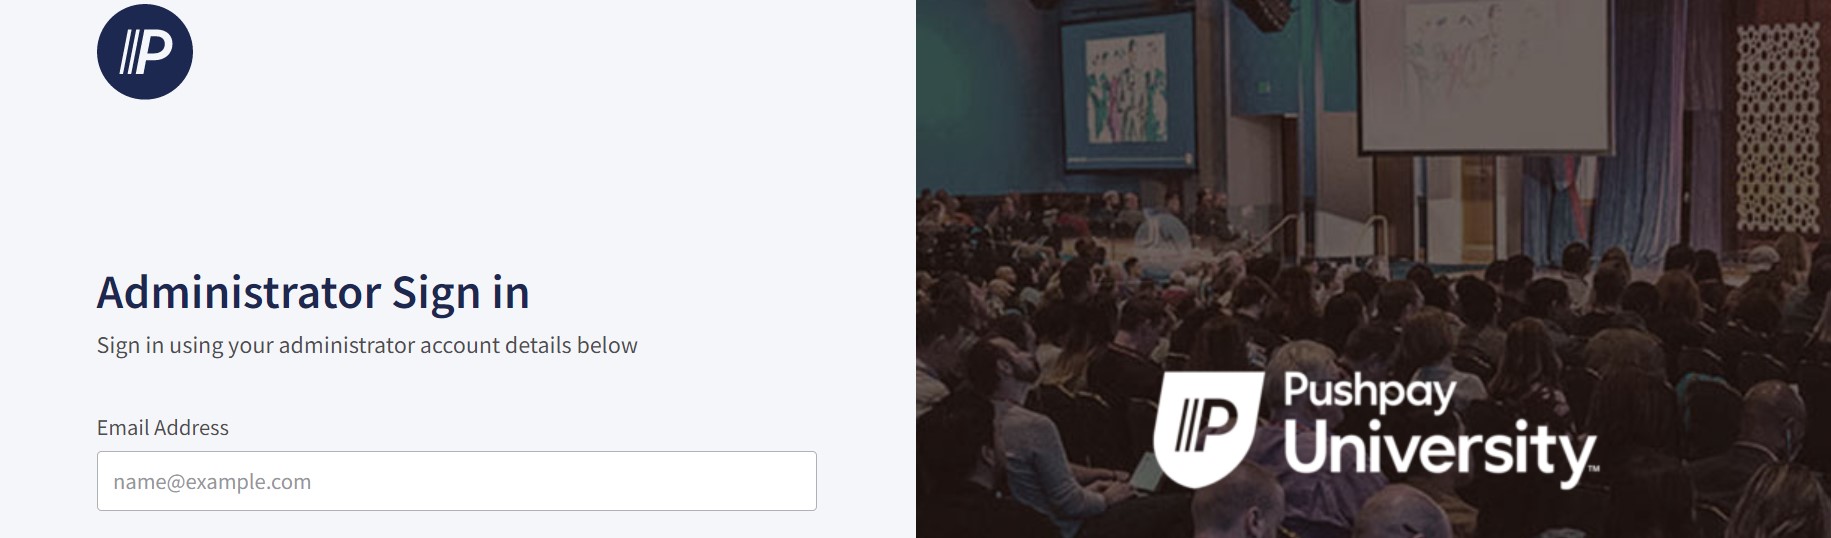 P
Administrator Sign in
Sign in using your administrator account details below
Email Address
name@example.com
P
Pushpay
University™